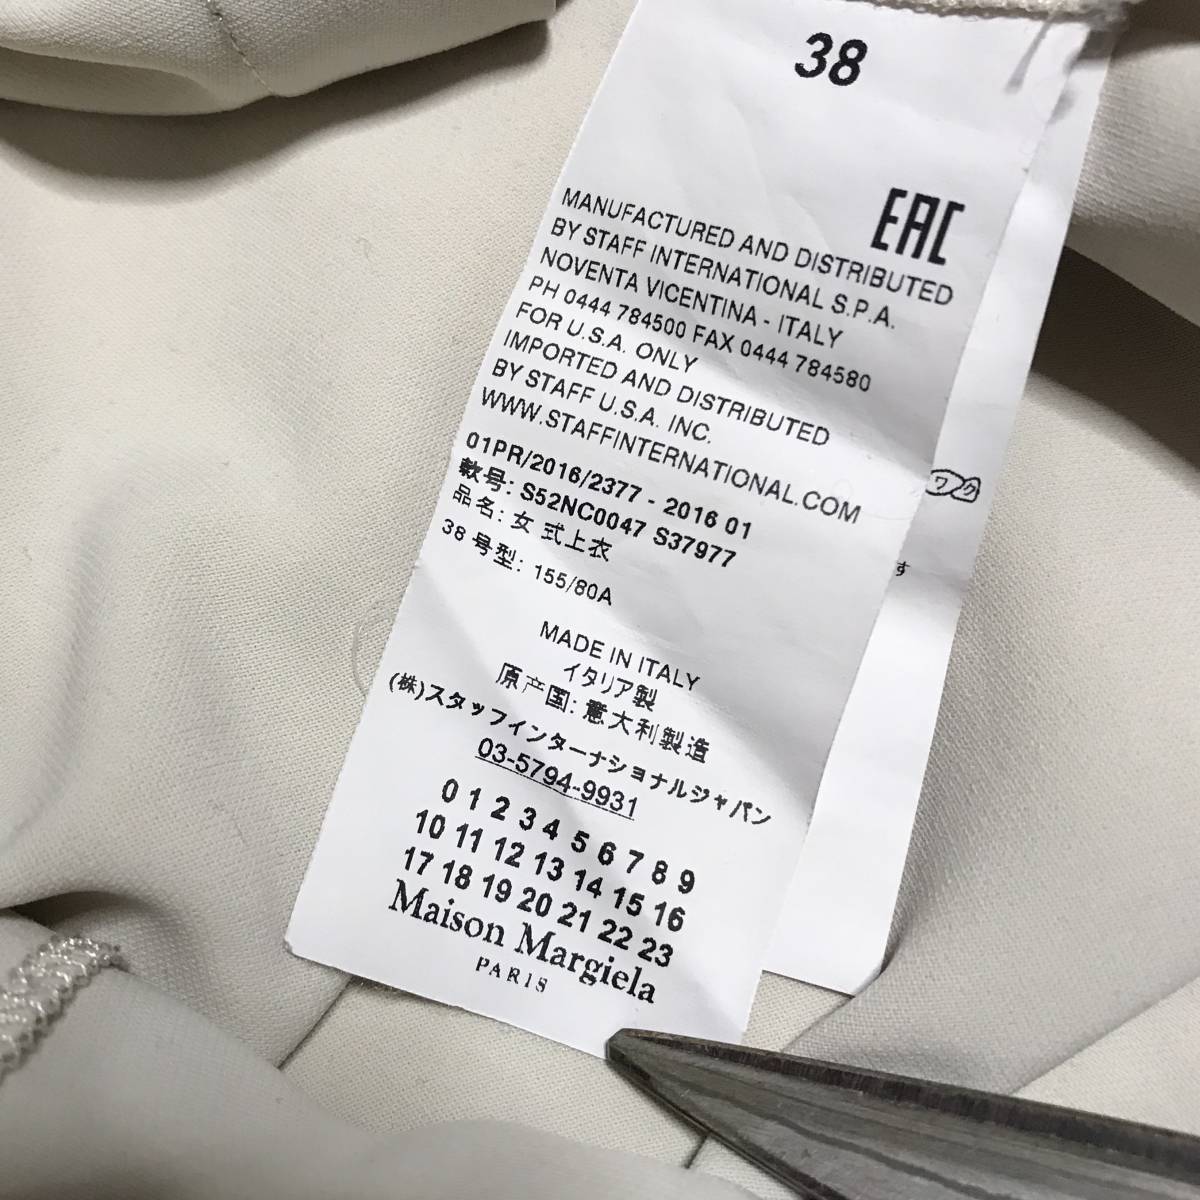 38
EAC
MANUFACTURED AND DISTRIBUTED
BY STAFF INTERNATIONAL S.P.A.
NOVENTA VICENTINA - ITALY
PH 0444 784500 FAX 0444 784580
FOR U.S.A. ONLY
IMPORTED AND DISTRIBUTED
BY STAFF U.S.A. INC.
WWW.STAFFINTERNATIONAL.COM
01PR/2016/2377 - 2016 01
款号: S52NC0047 S37977
品名: 女 式上衣
38 号型: 155/80A
MADE IN ITALY
イタリア製
原产国: 意大利製造
(株)スタッフインターナショナルジャパン
03-5794-9931
0 1 2 3 4 5 6 7 8 9
10 11 12 13 14 15 16
17 18 19 20 21 22 23
Maison Margiela
PARIS
ワク
す